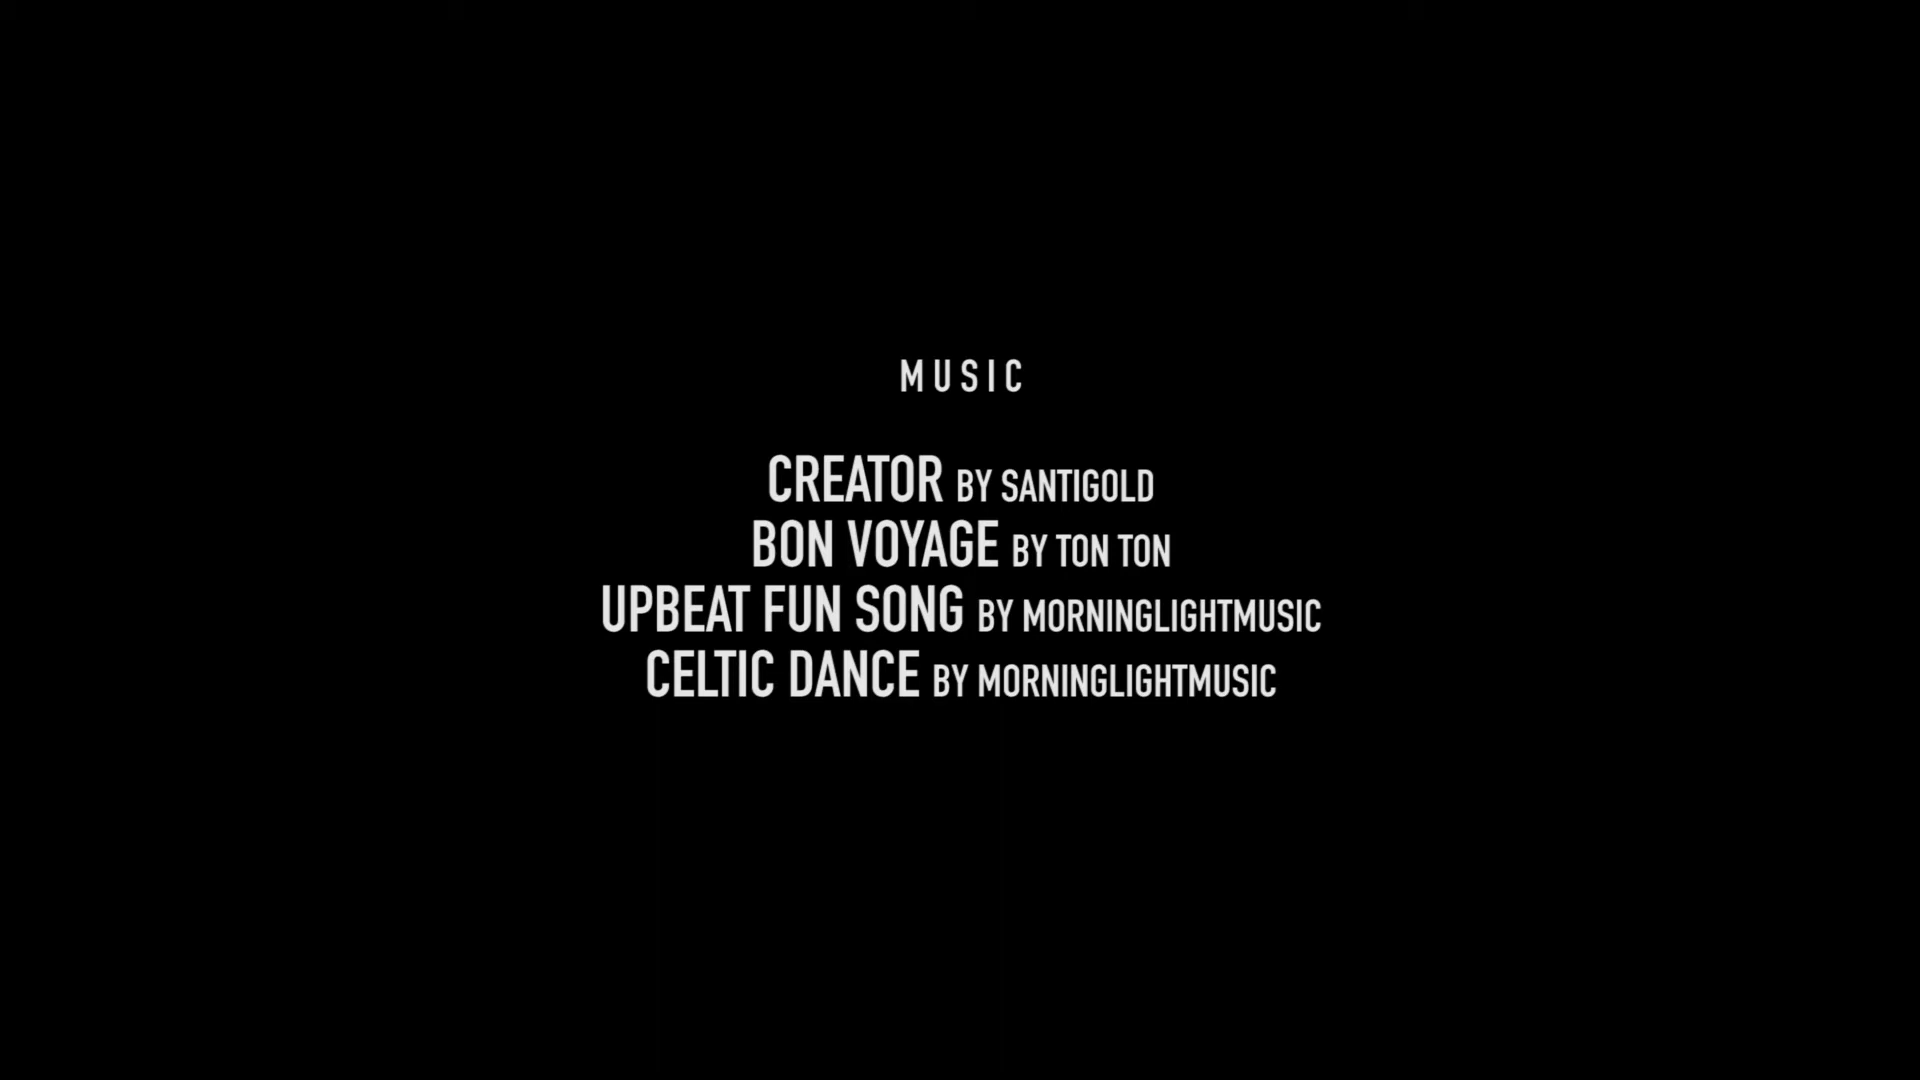 MUSIC
CREATOR BY SANTIGOLD
BON VOYAGE BY TON TON
UPBEAT FUN SONG BY MORNINGLIGHTMUSIC
CELTIC DANCE BY MORNINGLIGHTMUSIC